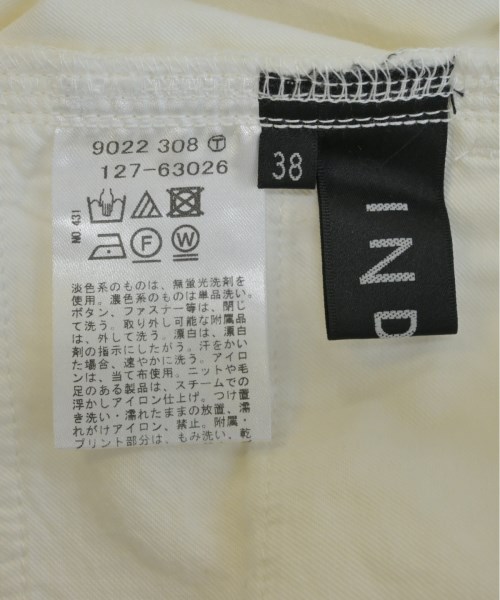 9022 308 Ⓣ
127-63026
38
IND
NO.431
F W
淡色系のものは、無蛍光洗剤を
使用。濃色系のものは単品洗い。
ボタン、ファスナー等は、閉じ
て洗う。取り外し可能な附属品
は、外して洗う。漂白は、漂白
剤の指示にしたがう。汗をかい
た場合、速やかに洗う。アイロ
ンは、当て布使用。ニットや毛
足のある製品は、スチームでの
浮かしアイロン仕上げ。つけ置
き洗い・濡れたままの放置、濡
れがけアイロン、禁止。附属・
プリント部分は、もみ洗い、乾